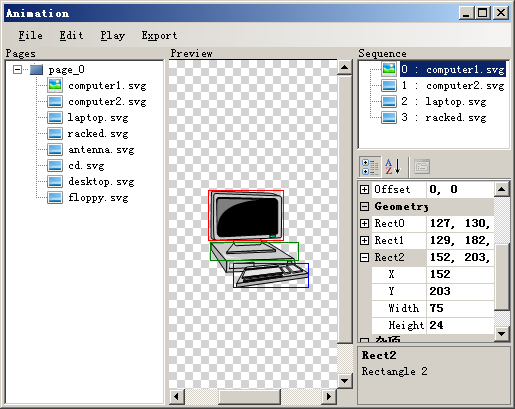 Animation
File Edit Play Export
Pages
page_0
computer1.svg
computer2.svg
laptop.svg
racked.svg
antenna.svg
cd.svg
desktop.svg
floppy.svg
Preview
Sequence
0 : computer1.svg
1 : computer2.svg
2 : laptop.svg
3 : racked.svg
Offset 0, 0
Geometry
Rect0 127, 130,
Rect1 129, 182,
Rect2 152, 203,
X 152
Y 203
Width 75
Height 24
杂项
Rect2
Rectangle 2